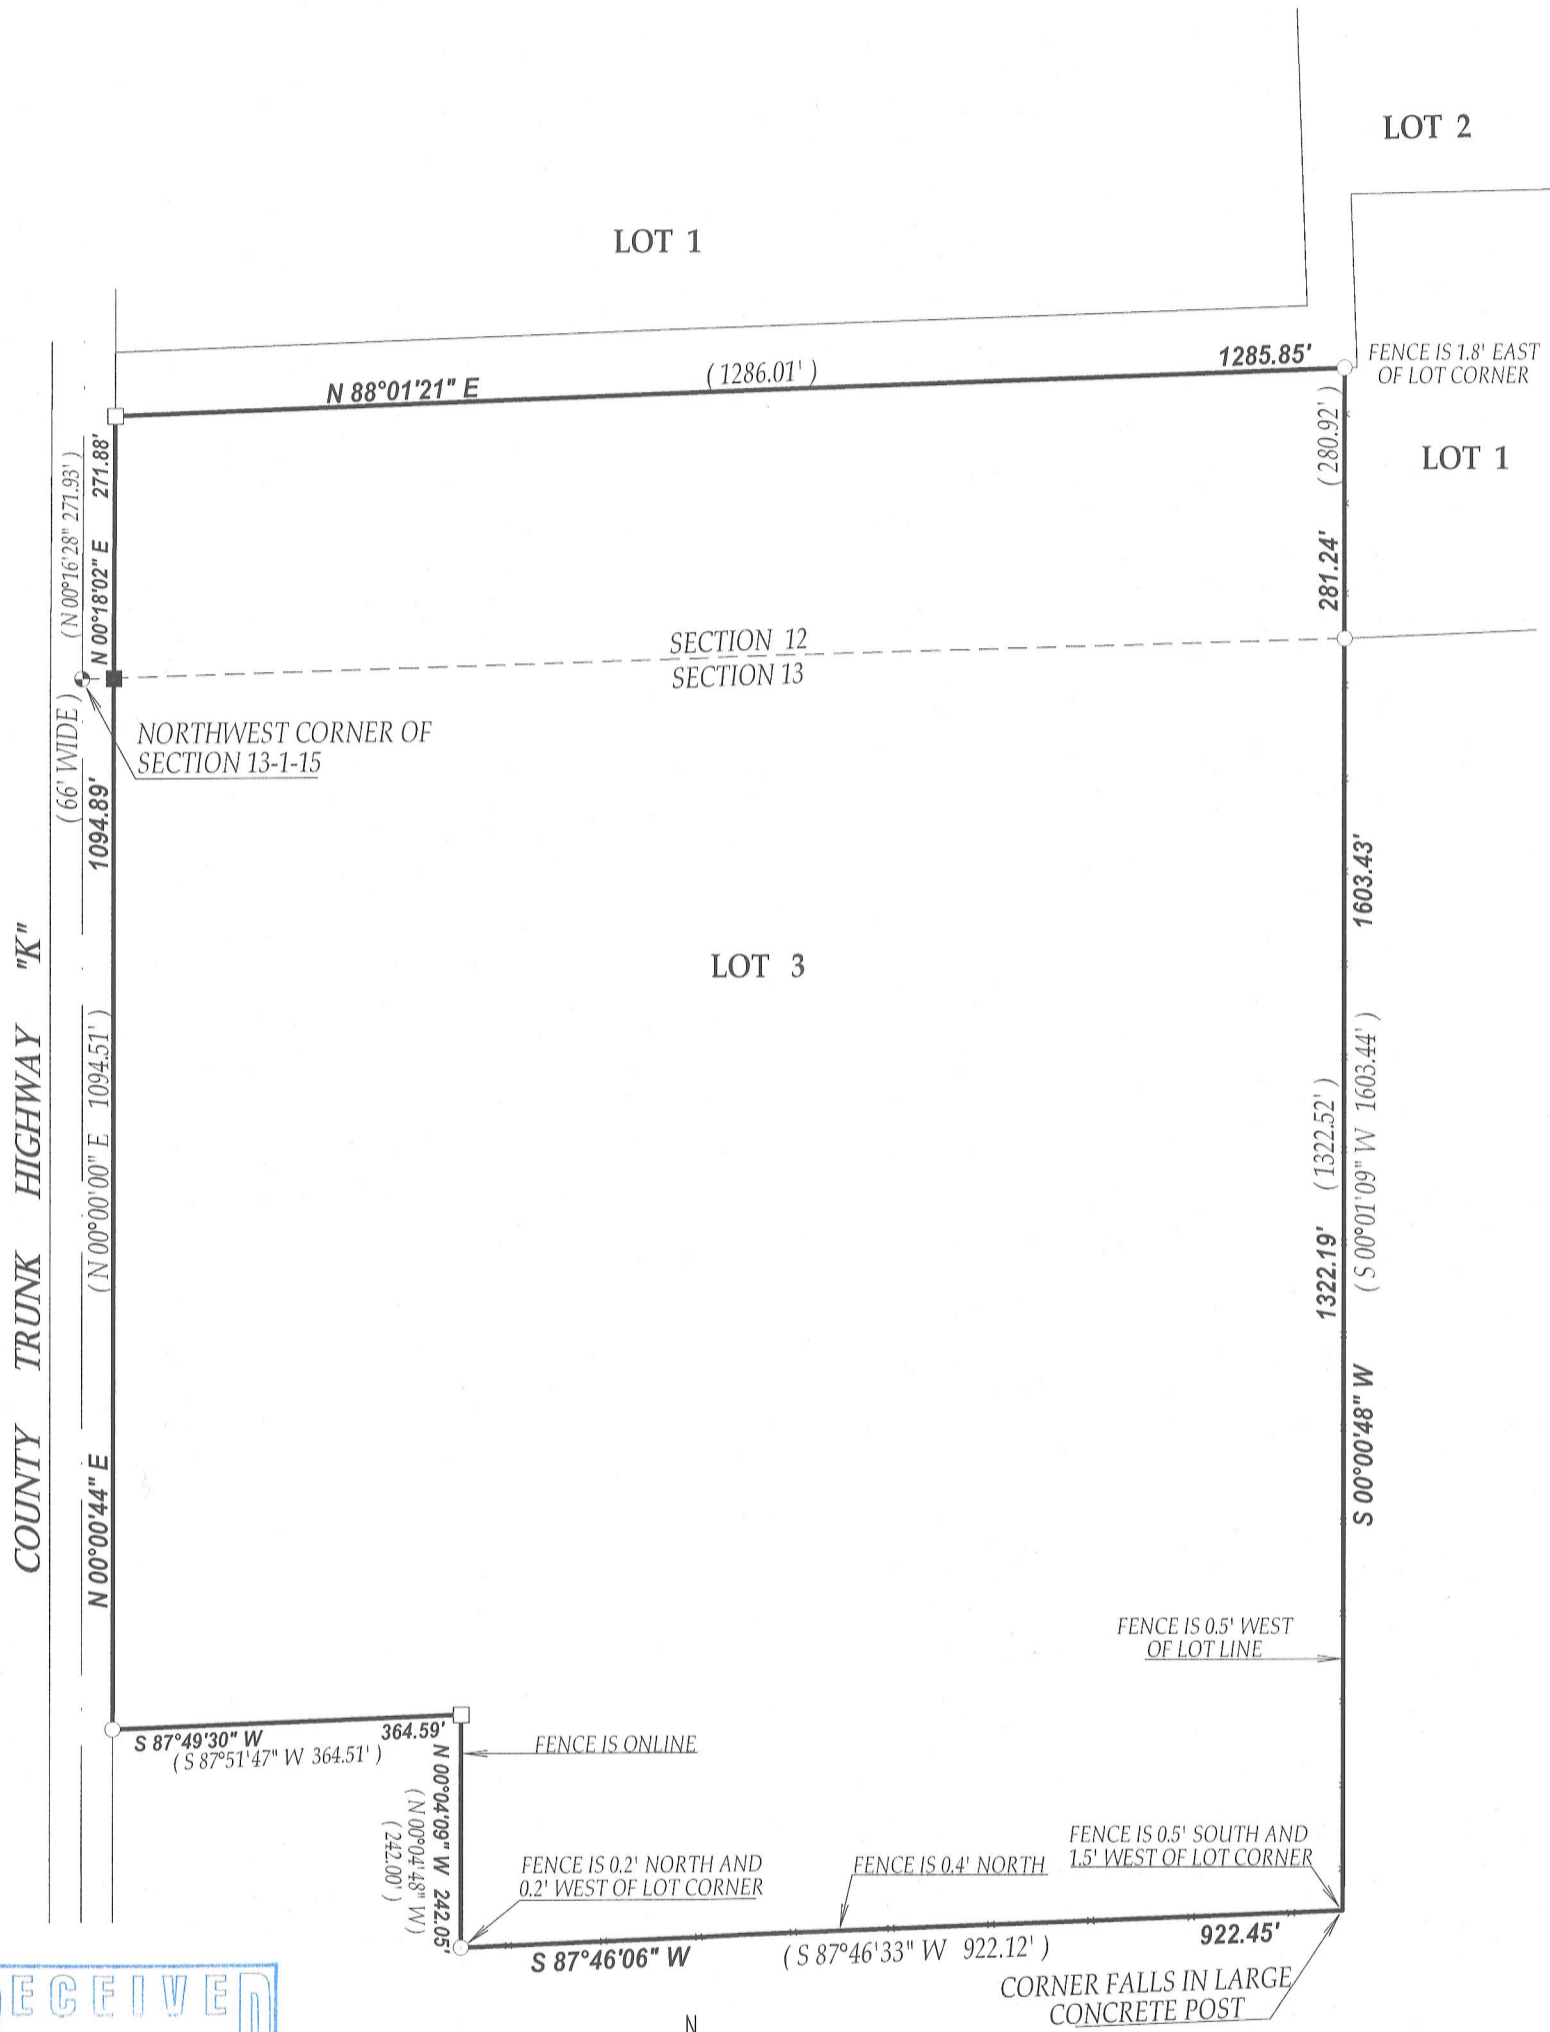 LOT 2
LOT 1
N 88°01'21" E
( 1286.01' )
1285.85'
FENCE IS 1.8' EAST
OF LOT CORNER
LOT 1
( 280.92' )
281.24'
( N 00°16'28" 271.93' )
N 00°18'02" E 271.88'
SECTION 12
SECTION 13
NORTHWEST CORNER OF
SECTION 13-1-15
( 66' WIDE )
1094.89'
COUNTY TRUNK HIGHWAY "K"
( N 00°00'00" E 1094.51' )
N 00°00'44" E
LOT 3
1603.43'
( S 00°01'09" W 1603.44' )
S 00°00'48" W
1322.19' ( 1322.52' )
FENCE IS 0.5' WEST
OF LOT LINE
S 87°49'30" W 364.59'
( S 87°51'47" W 364.51' )
FENCE IS ONLINE
N 00°04'09" W 242.05'
( N 00°04'48" W )
( 242.00' )
FENCE IS 0.2' NORTH AND
0.2' WEST OF LOT CORNER
FENCE IS 0.4' NORTH
FENCE IS 0.5' SOUTH AND
1.5' WEST OF LOT CORNER
S 87°46'06" W
( S 87°46'33" W 922.12' )
922.45'
CORNER FALLS IN LARGE
CONCRETE POST
ECEIVED
N